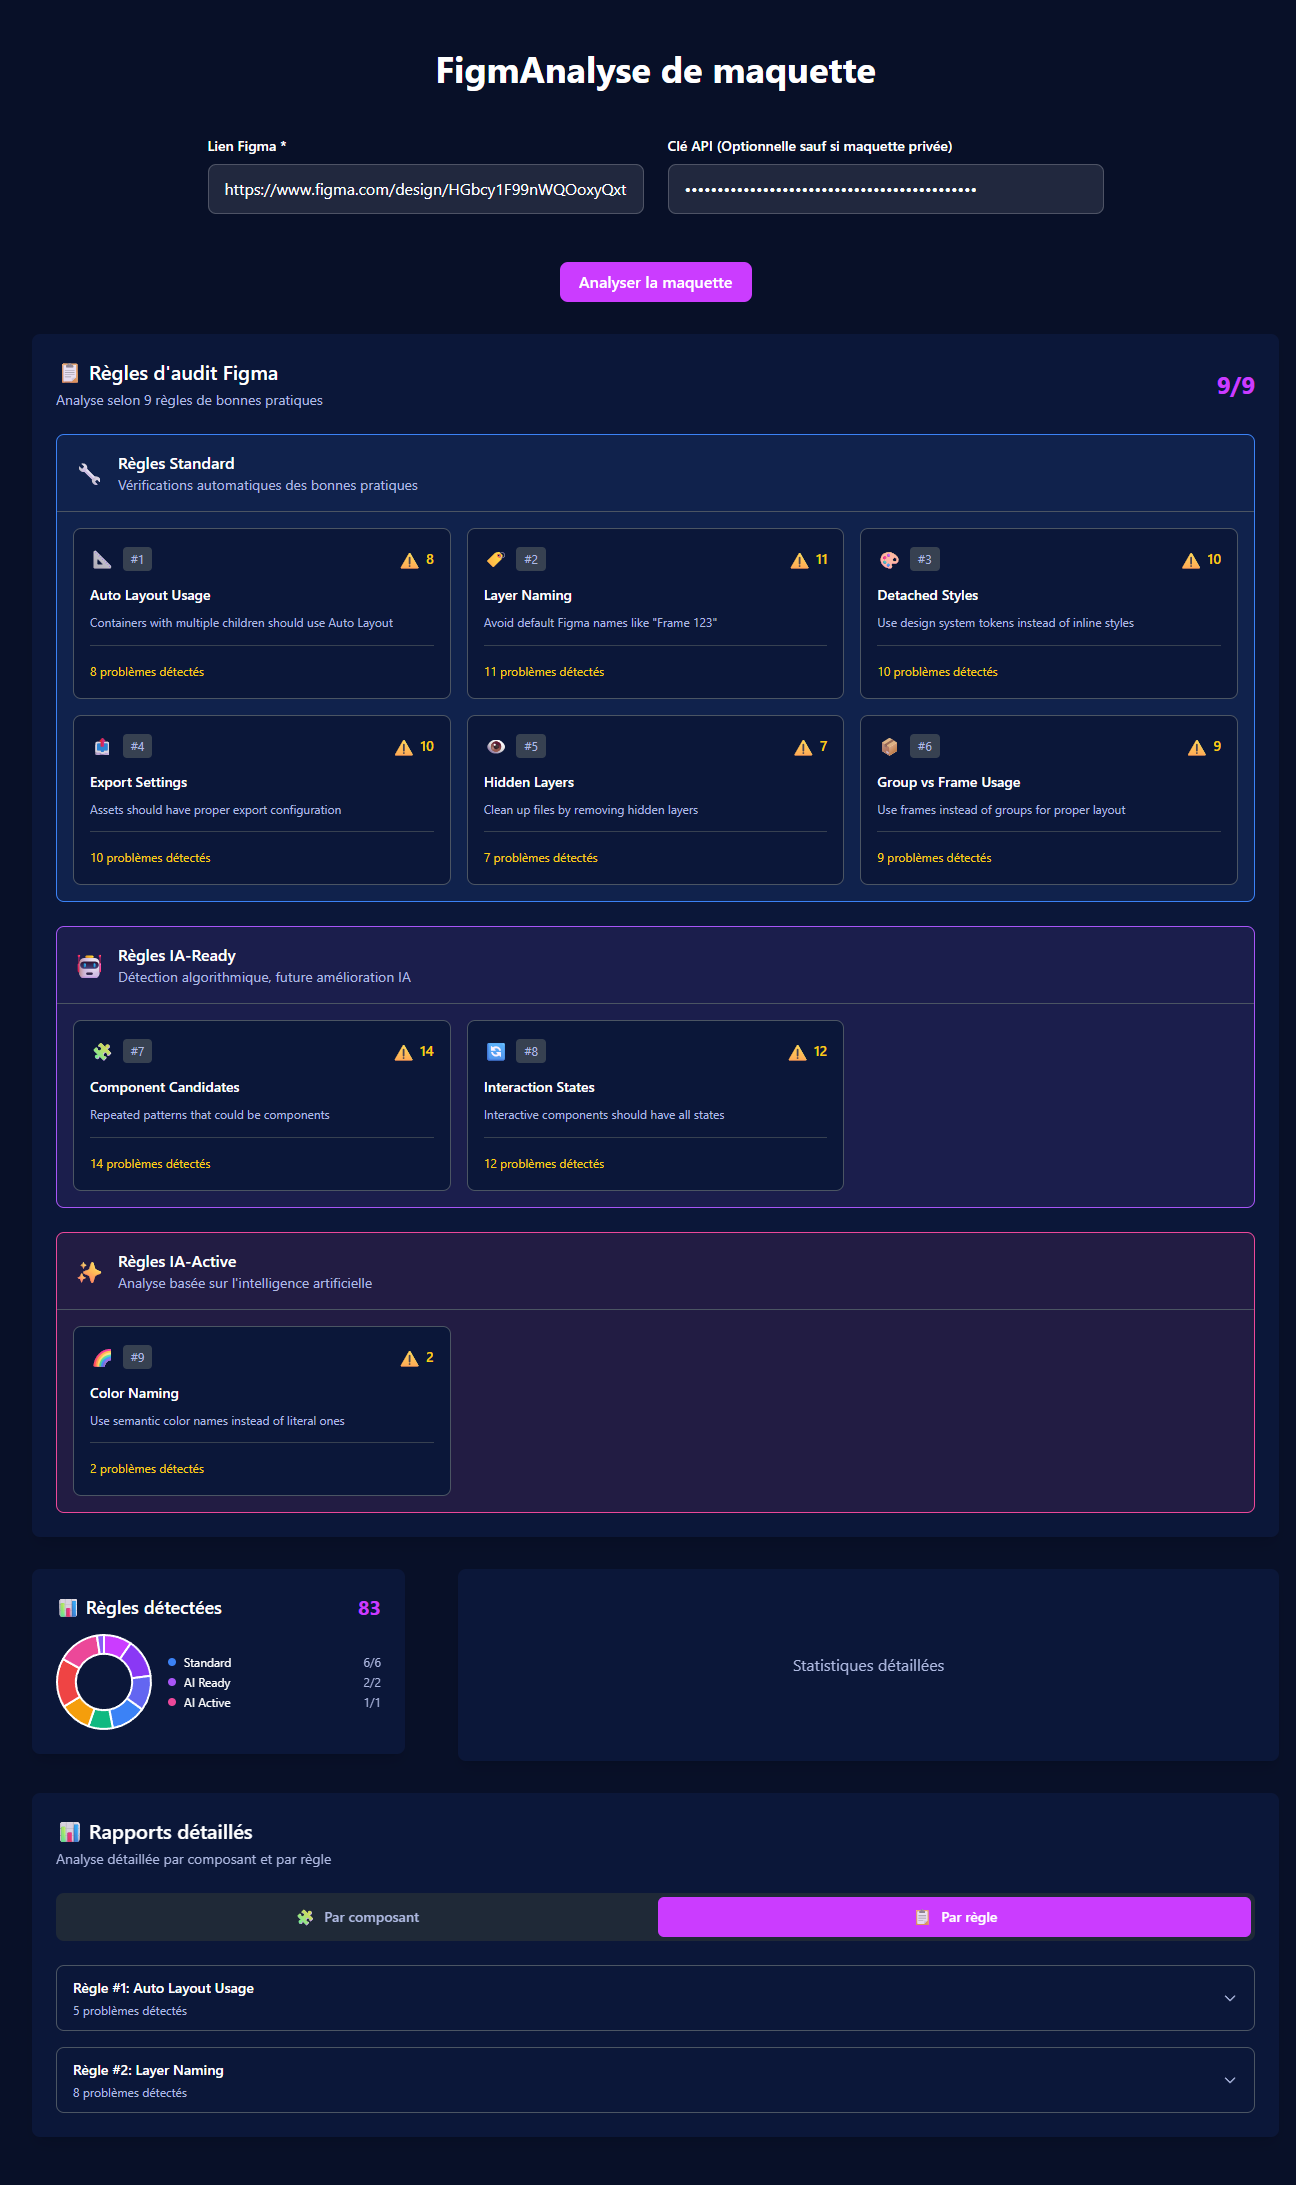 FigmAnalyse de maquette
Lien Figma *
https://www.figma.com/design/HGbcy1F99nWQOoxyQxt
Clé API (Optionnelle sauf si maquette privée)
••••••••••••••••••••••••••••••••••••••••••••••
Analyser la maquette
Règles d'audit Figma
Analyse selon 9 règles de bonnes pratiques
9/9
Règles Standard
Vérifications automatiques des bonnes pratiques
#1
8
Auto Layout Usage
Containers with multiple children should use Auto Layout
8 problèmes détectés
#2
11
Layer Naming
Avoid default Figma names like "Frame 123"
11 problèmes détectés
#3
10
Detached Styles
Use design system tokens instead of inline styles
10 problèmes détectés
#4
10
Export Settings
Assets should have proper export configuration
10 problèmes détectés
#5
7
Hidden Layers
Clean up files by removing hidden layers
7 problèmes détectés
#6
9
Group vs Frame Usage
Use frames instead of groups for proper layout
9 problèmes détectés
Règles IA-Ready
Détection algorithmique, future amélioration IA
#7
14
Component Candidates
Repeated patterns that could be components
14 problèmes détectés
#8
12
Interaction States
Interactive components should have all states
12 problèmes détectés
Règles IA-Active
Analyse basée sur l'intelligence artificielle
#9
2
Color Naming
Use semantic color names instead of literal ones
2 problèmes détectés
Règles détectées
83
Standard 6/6
AI Ready 2/2
AI Active 1/1
Statistiques détaillées
Rapports détaillés
Analyse détaillée par composant et par règle
Par composant
Par règle
Règle #1: Auto Layout Usage
5 problèmes détectés
Règle #2: Layer Naming
8 problèmes détectés